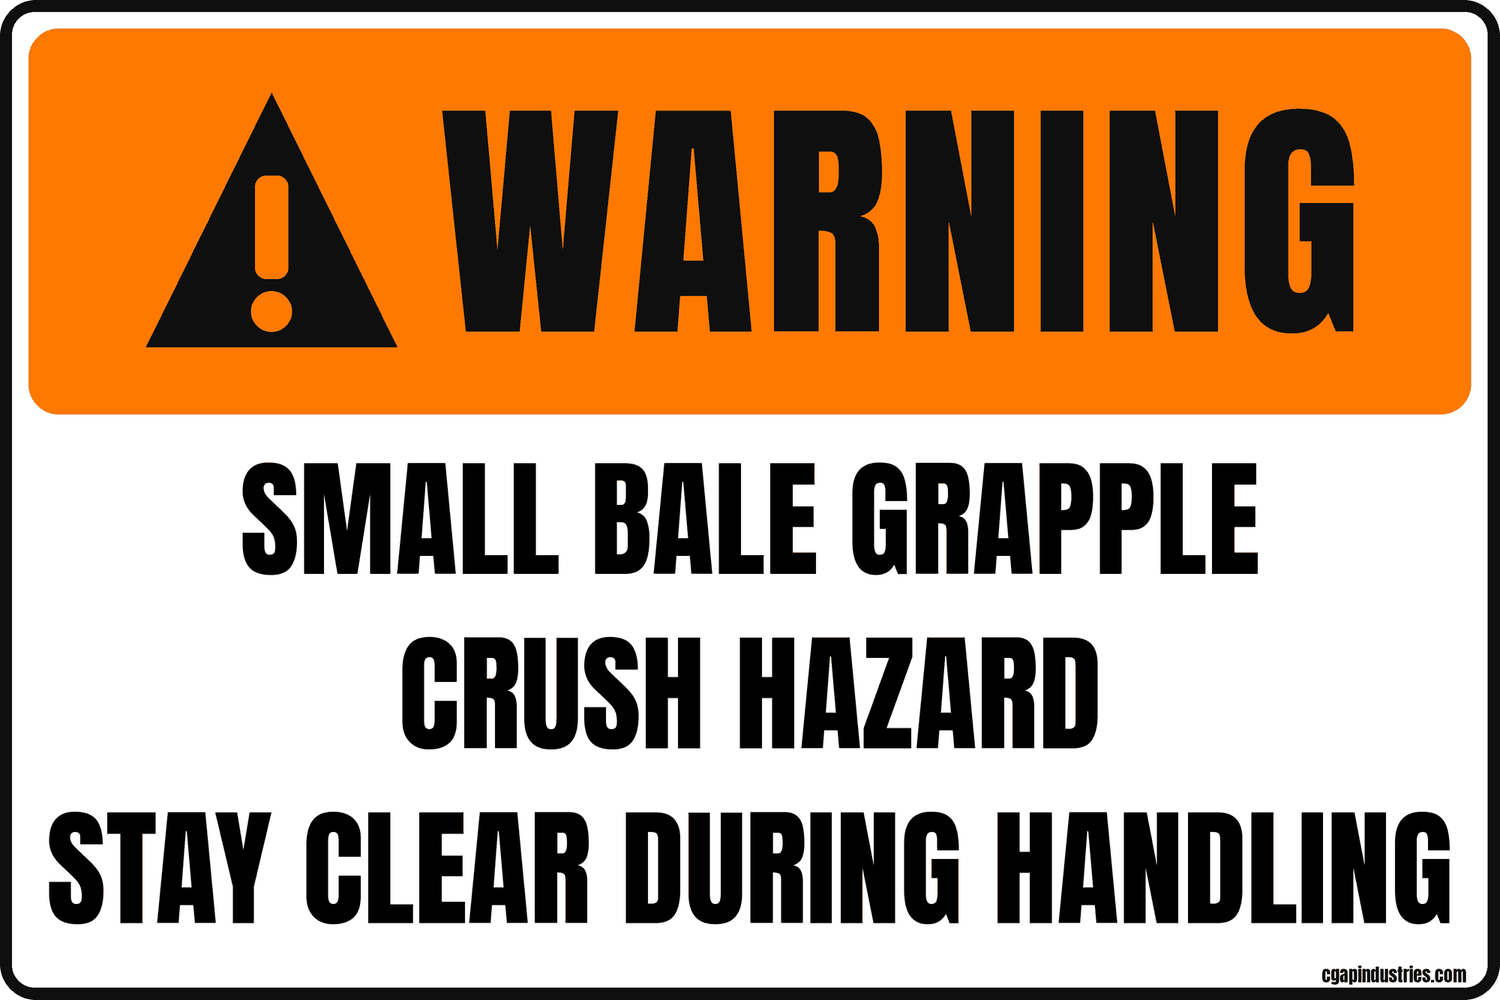 WARNING
SMALL BALE GRAPPLE
CRUSH HAZARD
STAY CLEAR DURING HANDLING
cgapindustries.com